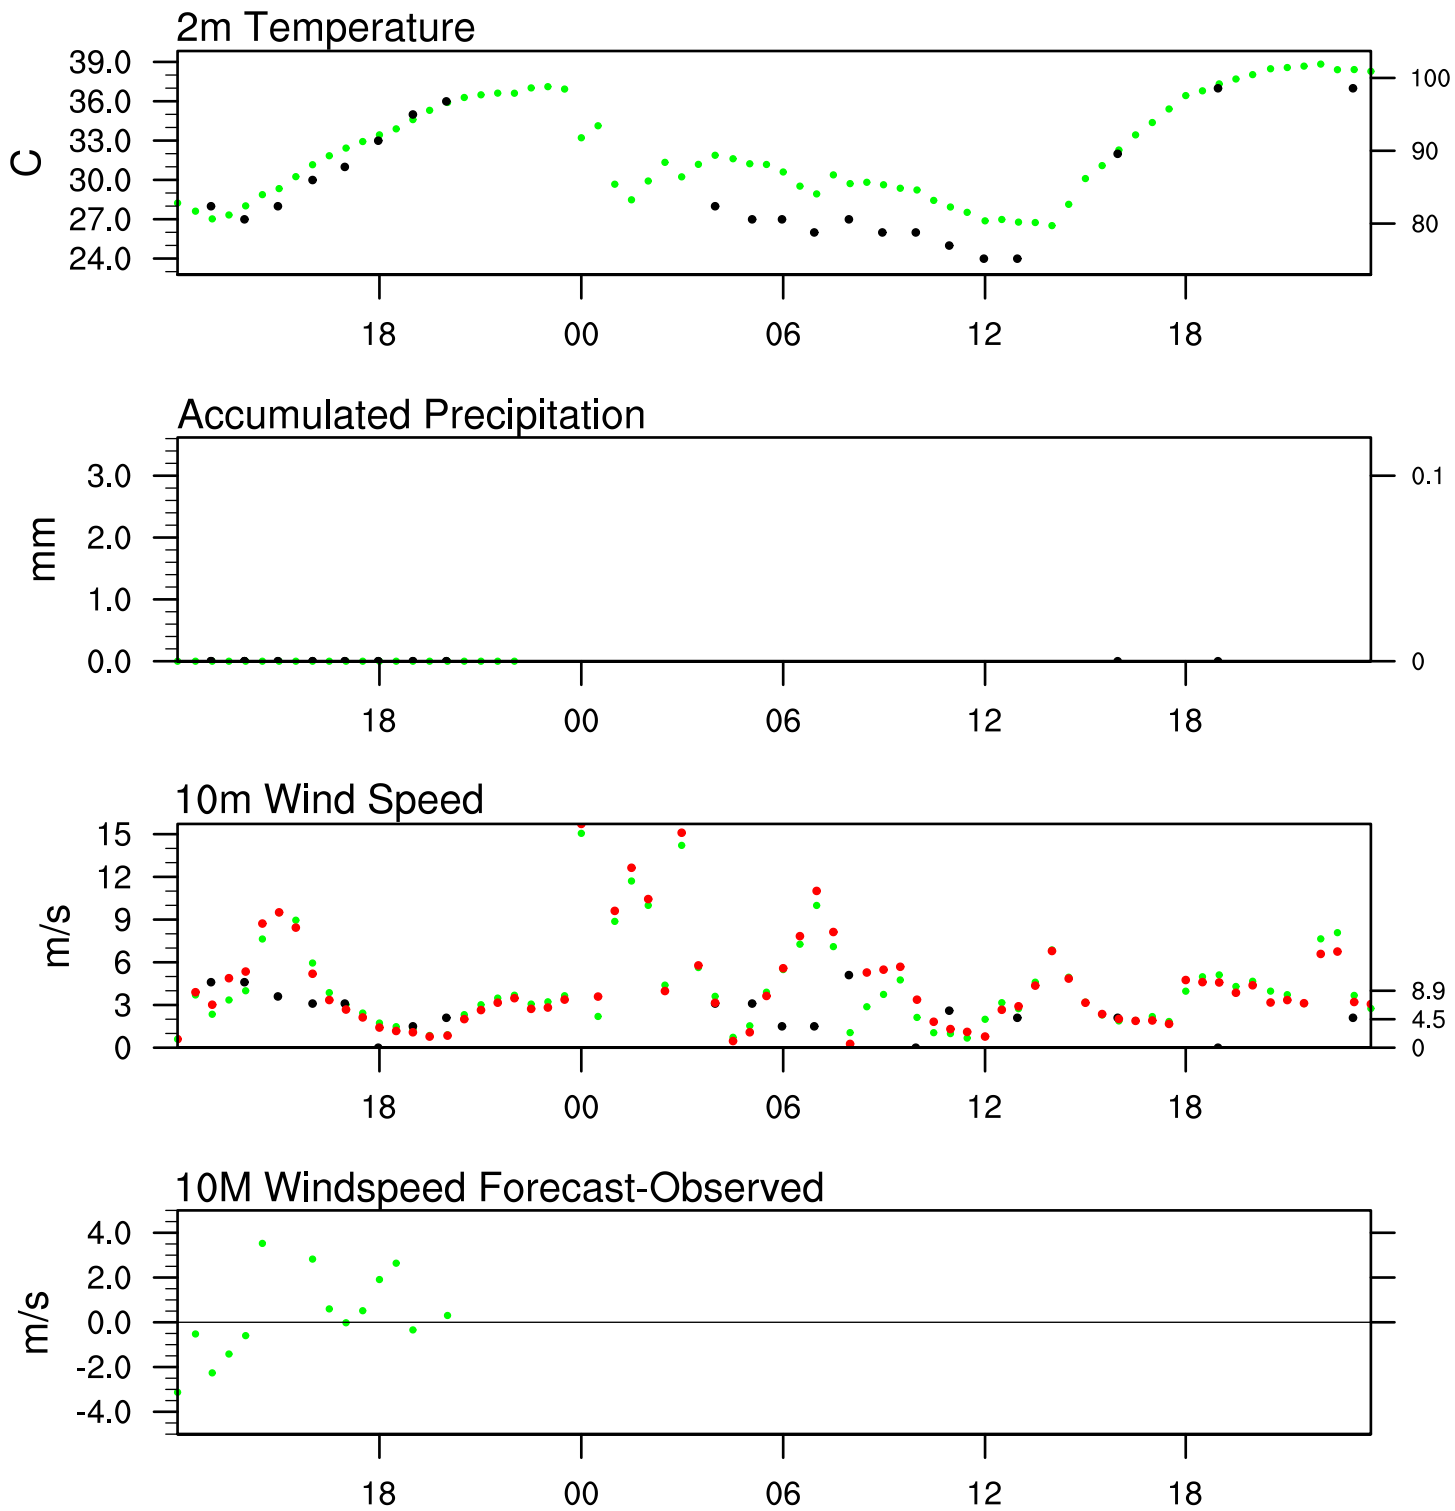 2m Temperature
39.0
36.0
33.0
30.0
27.0
24.0
C
100
90
80
18 00 06 12 18
Accumulated Precipitation
3.0
2.0
1.0
0.0
mm
0.1
0
18 00 06 12 18
10m Wind Speed
15
12
9
6
3
0
m/s
8.9
4.5
0
18 00 06 12 18
10M Windspeed Forecast-Observed
4.0
2.0
0.0
-2.0
-4.0
m/s
18 00 06 12 18